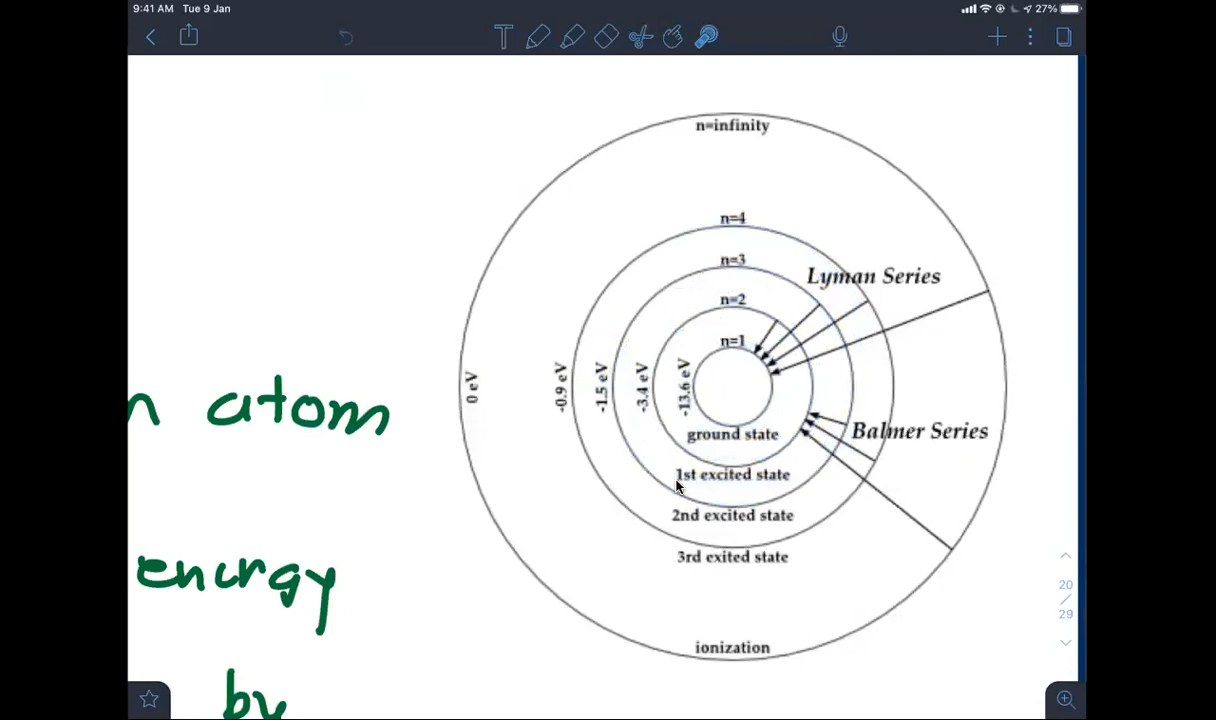 9:41 AM Tue 9 Jan
27%
n=infinity
n=4
n=3
Lyman Series
n=2
n=1
0 eV
-0.9 eV
-1.5 eV
-3.4 eV
-13.6 eV
n atom
ground state
Balmer Series
1st excited state
2nd excited state
3rd exited state
energy
20
/
29
ionization
by